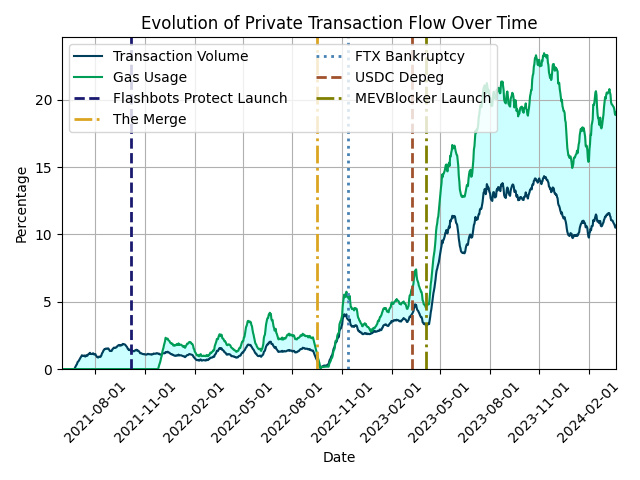 Evolution of Private Transaction Flow Over Time
Transaction Volume
Gas Usage
Flashbots Protect Launch
The Merge
FTX Bankruptcy
USDC Depeg
MEVBlocker Launch
Percentage
20
15
10
5
0
2021-08-01
2021-11-01
2022-02-01
2022-05-01
2022-08-01
2022-11-01
2023-02-01
2023-05-01
2023-08-01
2023-11-01
2024-02-01
Date